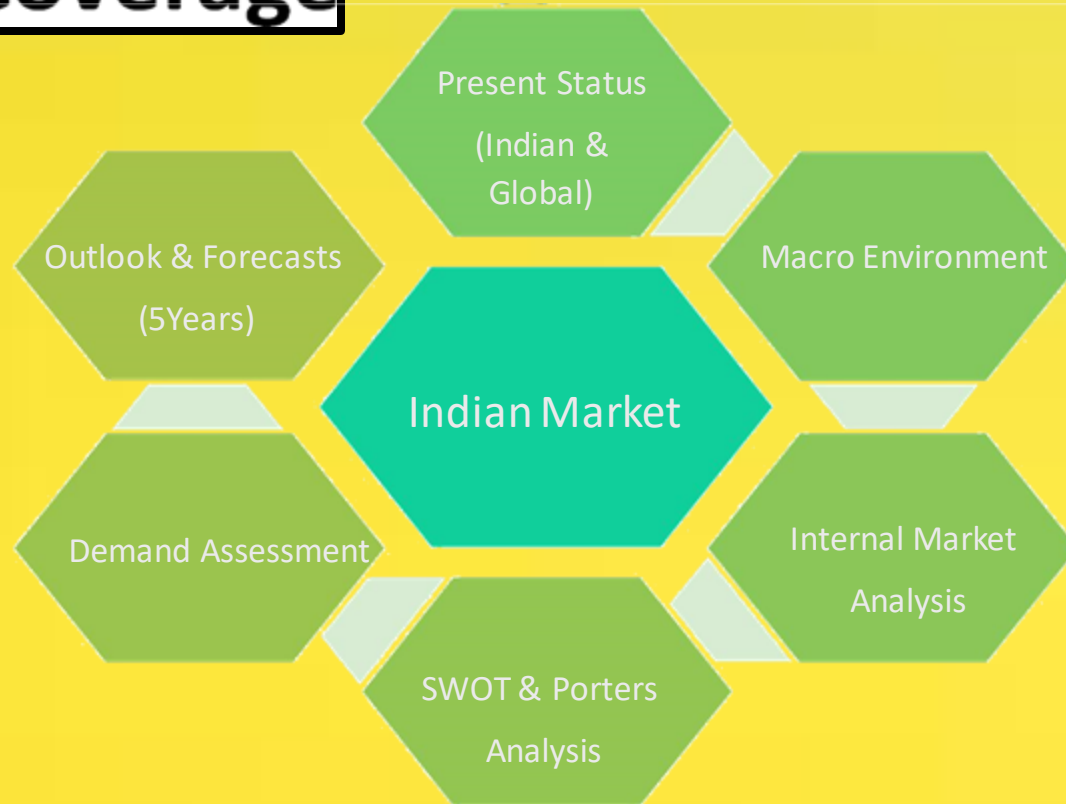 Coverage
Present Status
(Indian &
Global)
Macro Environment
Internal Market
Analysis
SWOT & Porters
Analysis
Demand Assessment
Outlook & Forecasts
(5Years)
Indian Market